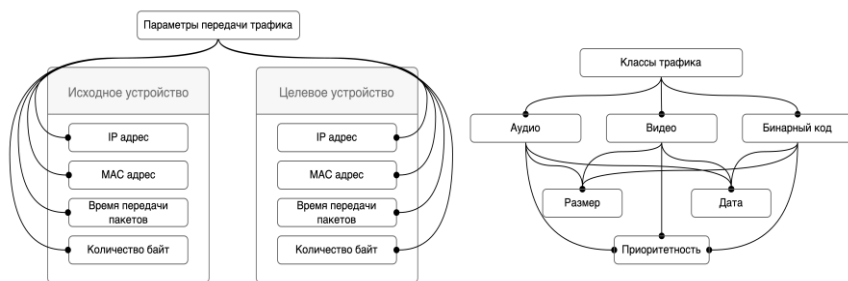 Параметры передачи трафика
Исходное устройство
IP адрес
MAC адрес
Время передачи
пакетов
Количество байт
Целевое устройство
IP адрес
MAC адрес
Время передачи
пакетов
Количество байт
Классы трафика
Аудио
Видео
Бинарный код
Размер
Дата
Приоритетность